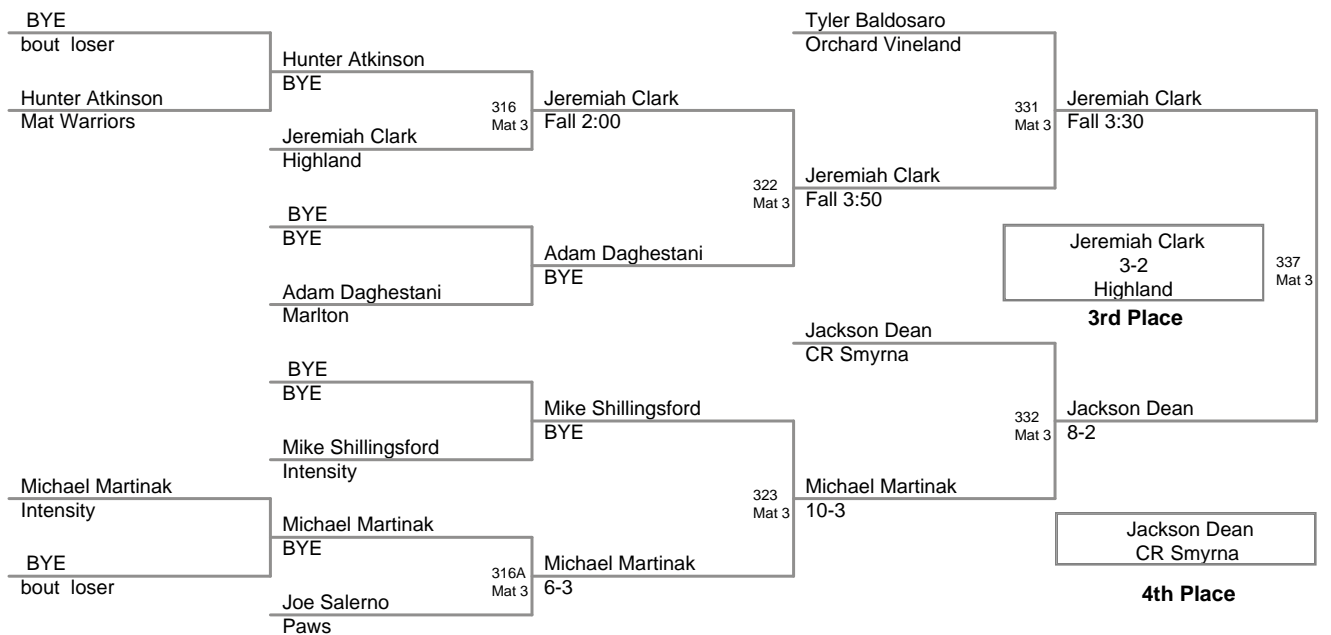 BYE
bout loser
Hunter Atkinson
Mat Warriors
Hunter Atkinson
BYE
316
Mat 3
Jeremiah Clark
Highland
Jeremiah Clark
Fall 2:00
BYE
BYE
Adam Daghestani
Marlton
Adam Daghestani
BYE
322
Mat 3
Jeremiah Clark
Fall 3:50
Tyler Baldosaro
Orchard Vineland
331
Mat 3
Jeremiah Clark
Fall 3:30
Jeremiah Clark
3-2
Highland
3rd Place
337
Mat 3
BYE
BYE
Mike Shillingsford
Intensity
Mike Shillingsford
BYE
Michael Martinak
Intensity
BYE
bout loser
Michael Martinak
BYE
316A
Mat 3
Joe Salerno
Paws
Michael Martinak
6-3
323
Mat 3
Michael Martinak
10-3
Jackson Dean
CR Smyrna
332
Mat 3
Jackson Dean
8-2
Jackson Dean
CR Smyrna
4th Place